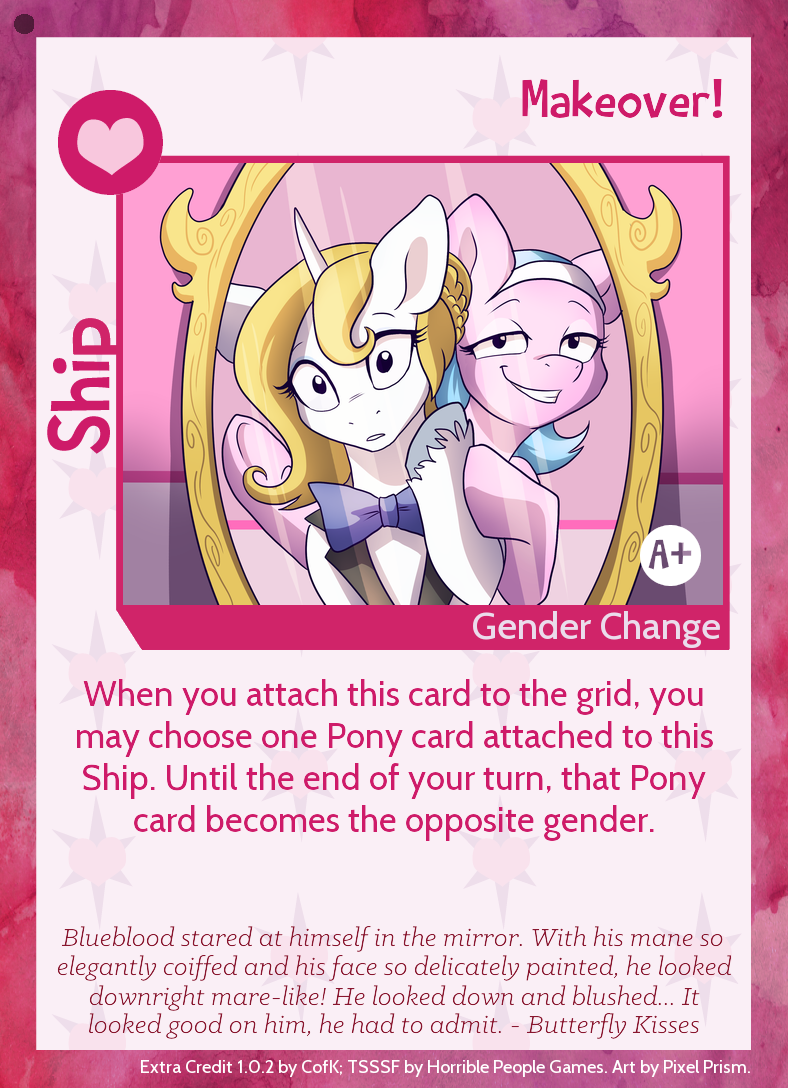 Makeover!
Ship
A+
Gender Change
When you attach this card to the grid, you
may choose one Pony card attached to this
Ship. Until the end of your turn, that Pony
card becomes the opposite gender.
Blueblood stared at himself in the mirror. With his mane so
elegantly coiffed and his face so delicately painted, he looked
downright mare-like! He looked down and blushed... It
looked good on him, he had to admit. - Butterfly Kisses
Extra Credit 1.0.2 by CofK; TSSSF by Horrible People Games. Art by Pixel Prism.